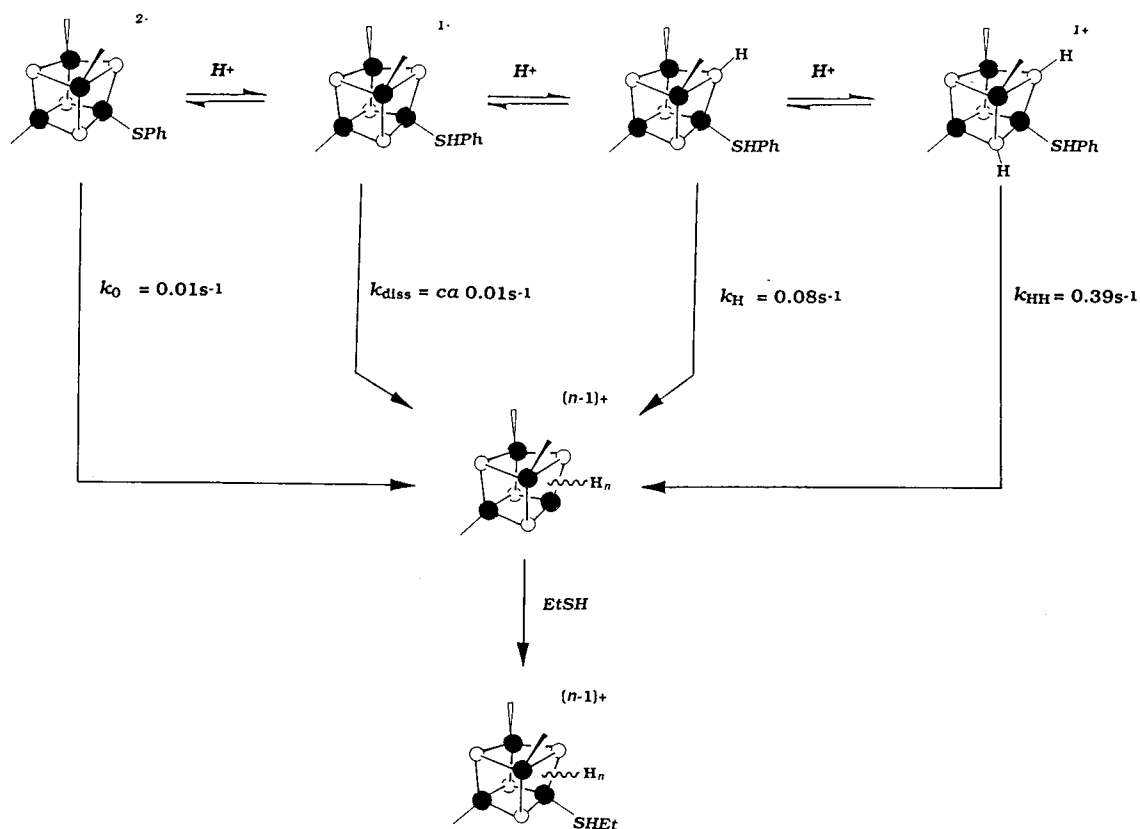 2-
1-
1+
H+
H+
H+
H
H
H
SPh
SHPh
SHPh
SHPh
k0 = 0.01s-1
kdiss = ca 0.01s-1
kH = 0.08s-1
kHH = 0.39s-1
(n-1)+
Hn
EtSH
(n-1)+
Hn
SHEt